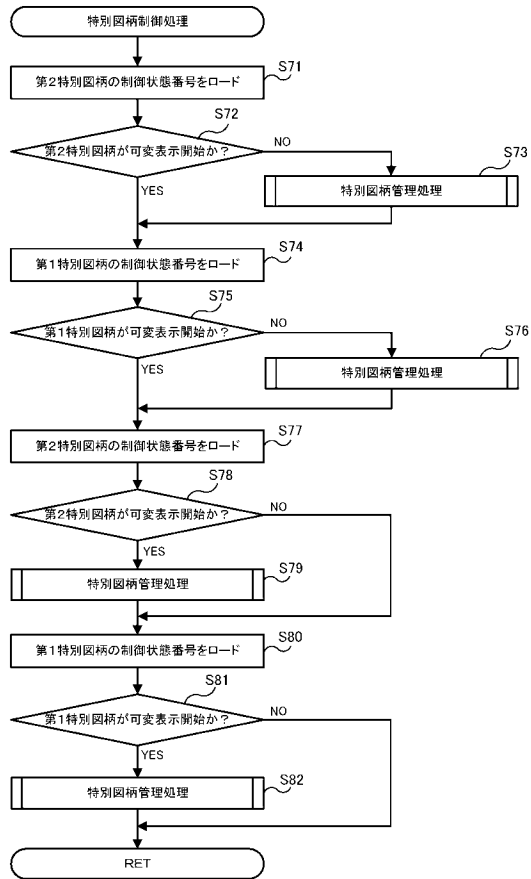 特別図柄制御処理
S71
第2特別図柄の制御状態番号をロード
S72
第2特別図柄が可変表示開始か?
NO
YES
S73
特別図柄管理処理
S74
第1特別図柄の制御状態番号をロード
S75
第1特別図柄が可変表示開始か?
NO
YES
S76
特別図柄管理処理
S77
第2特別図柄の制御状態番号をロード
S78
第2特別図柄が可変表示開始か?
NO
YES
S79
特別図柄管理処理
S80
第1特別図柄の制御状態番号をロード
S81
第1特別図柄が可変表示開始か?
NO
YES
S82
特別図柄管理処理
RET